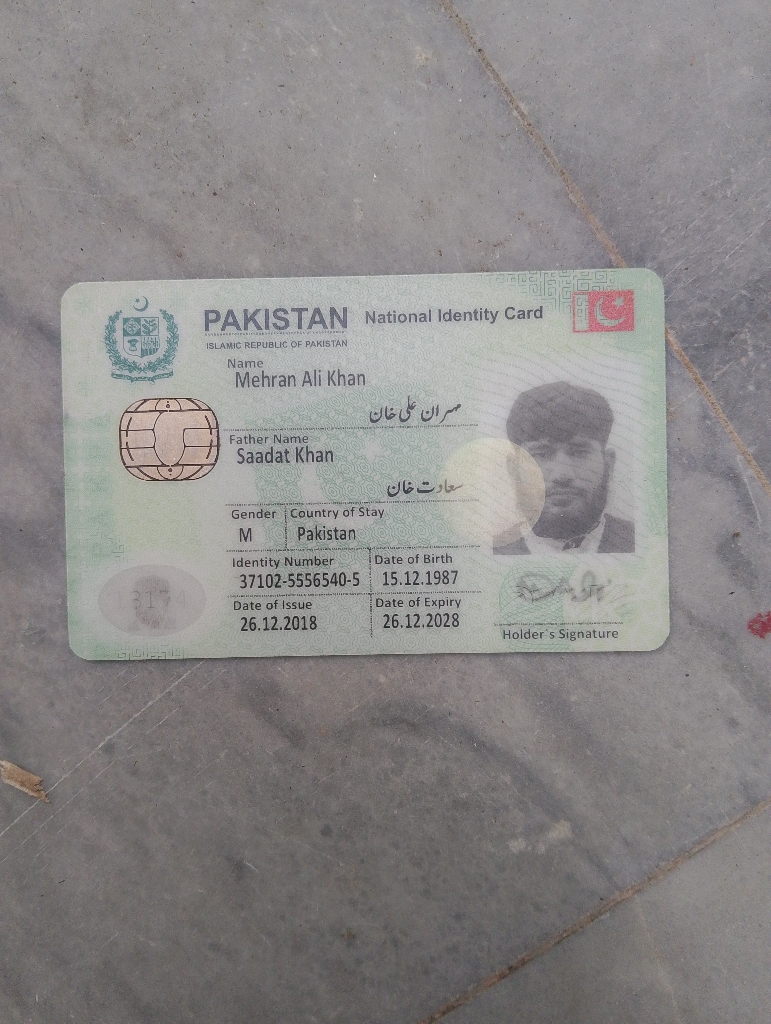 PAKISTAN National Identity Card
ISLAMIC REPUBLIC OF PAKISTAN
Name
Mehran Ali Khan
مہران علی خان
Father Name
Saadat Khan
سعادت خان
Gender Country of Stay
M Pakistan
Identity Number Date of Birth
37102-5556540-5 15.12.1987
Date of Issue Date of Expiry
26.12.2018 26.12.2028
Holder`s Signature